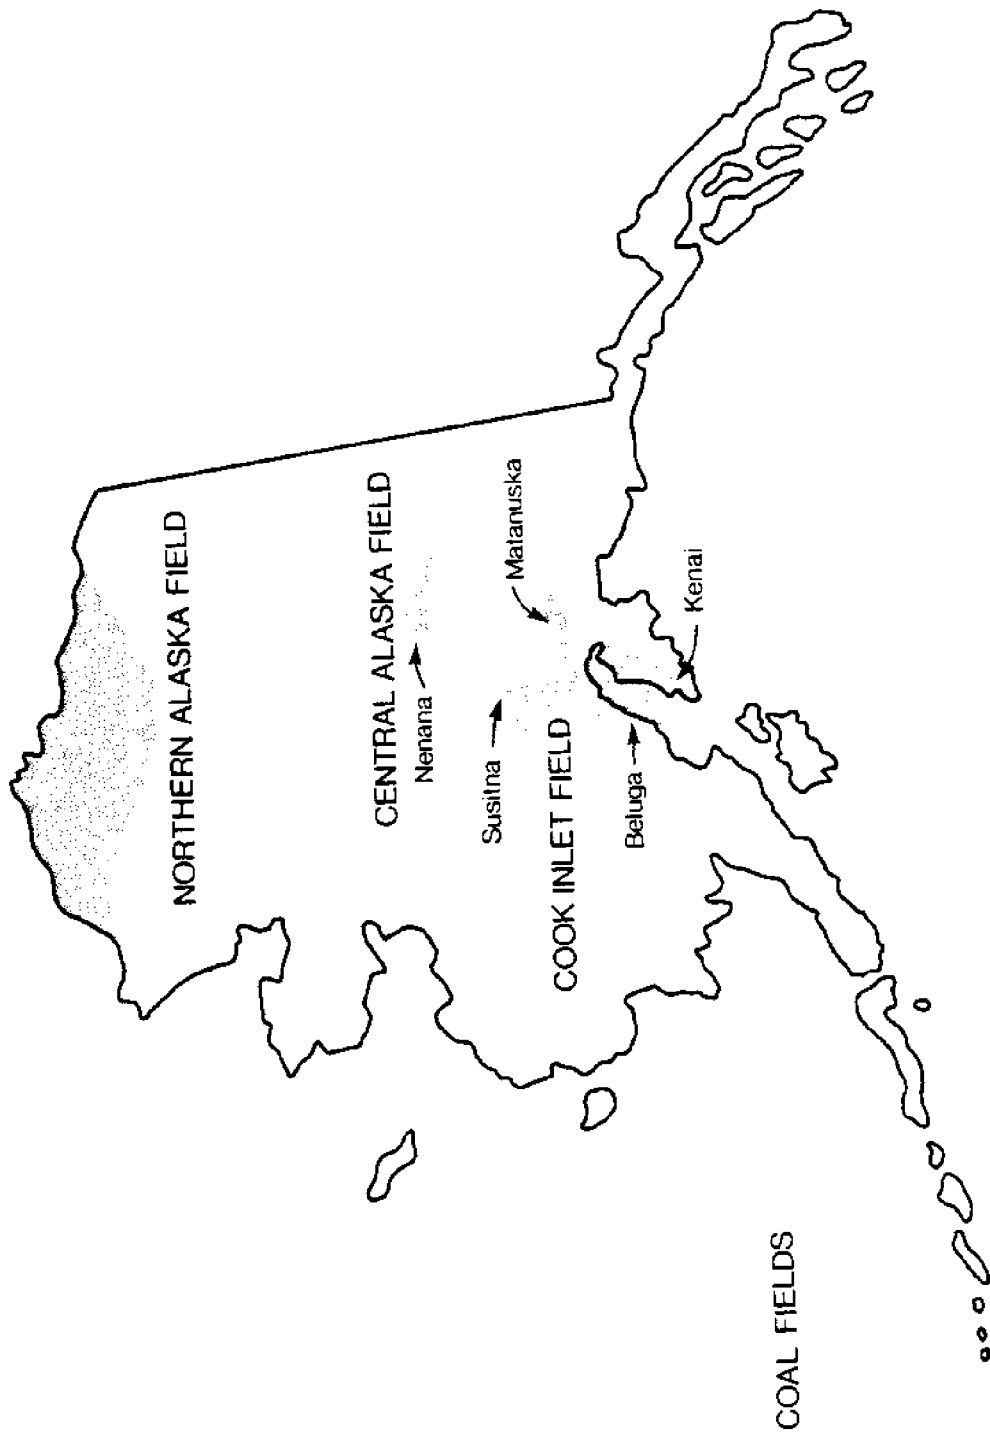 NORTHERN ALASKA FIELD
CENTRAL ALASKA FIELD
Nenana
Susitna
Matanuska
COOK INLET FIELD
Beluga
Kenai
COAL FIELDS